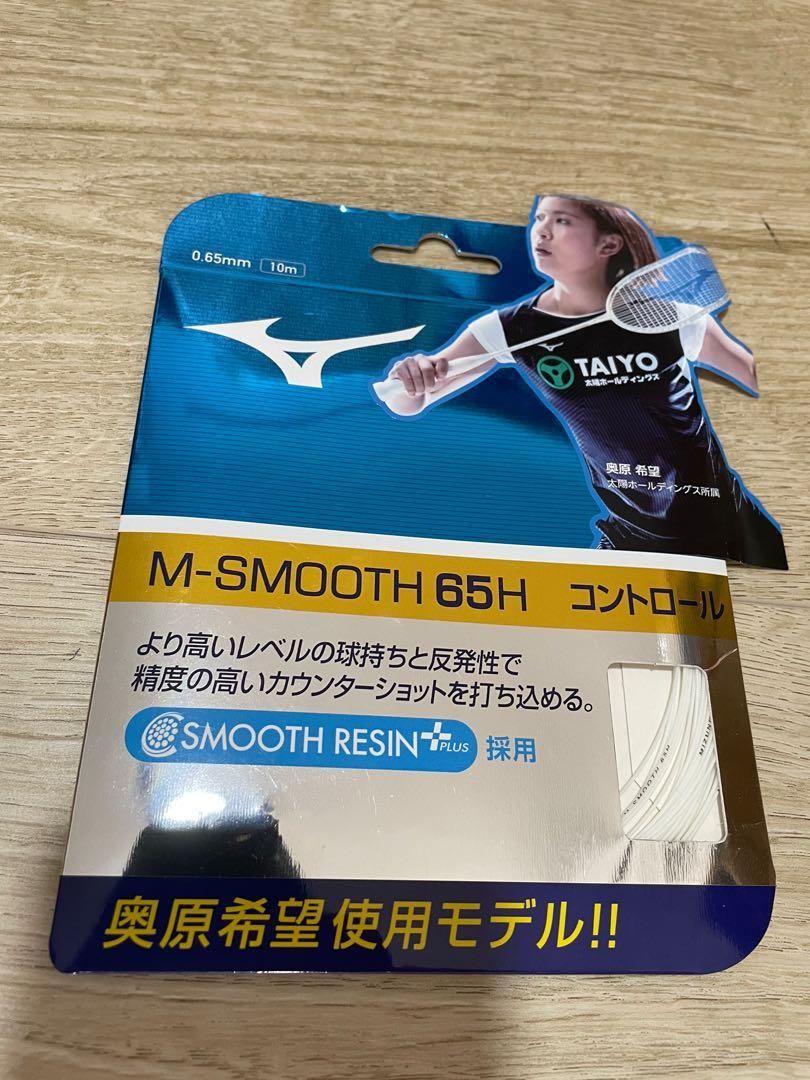 0.65mm 10m
TAIYO
太陽ホールディングス
奥原 希望
太陽ホールディングス所属
M-SMOOTH 65H コントロール
より高いレベルの球持ちと反発性で
精度の高いカウンターショットを打ち込める。
SMOOTH RESIN+ PLUS 採用
M-SMOOTH 65H
MIZUNO
奥原希望使用モデル!!